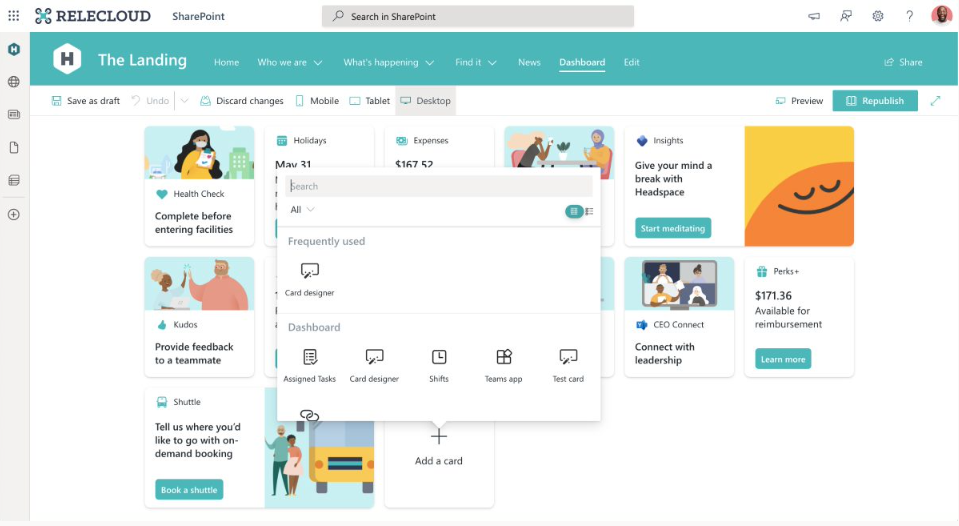 RELECLOUD
SharePoint
Search in SharePoint
?
H
The Landing
Home
Who we are
What's happening
Find it
News
Dashboard
Edit
Share
Save as draft
Undo
Discard changes
Mobile
Tablet
Desktop
Preview
Republish
Health Check
Complete before
entering facilities
Holidays
May 31
Expenses
$167.52
Insights
Give your mind a
break with
Headspace
Start meditating
Search
All
Frequently used
Card designer
Dashboard
Assigned Tasks
Card designer
Shifts
Teams app
Test card
Kudos
Provide feedback
to a teammate
CEO Connect
Connect with
leadership
Perks+
$171.36
Available for
reimbursement
Learn more
Shuttle
Tell us where you'd
like to go with on-
demand booking
Book a shuttle
Add a card